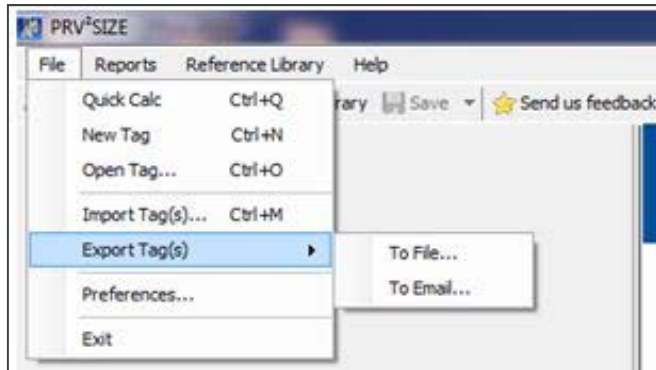 PRV²SIZE
File Reports Reference Library Help
Quick Calc Ctrl+Q
rary Save Send us feedback
New Tag Ctrl+N
Open Tag... Ctrl+O
Import Tag(s)... Ctrl+M
Export Tag(s)
To File...
To Email...
Preferences...
Exit